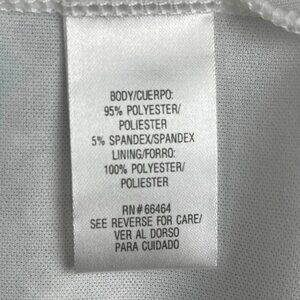 BODY/CUERPO:
95% POLYESTER/
POLIESTER
5% SPANDEX/SPANDEX
LINING/FORRO:
100% POLYESTER/
POLIESTER
RN# 66464
SEE REVERSE FOR CARE/
VER AL DORSO
PARA CUIDADO